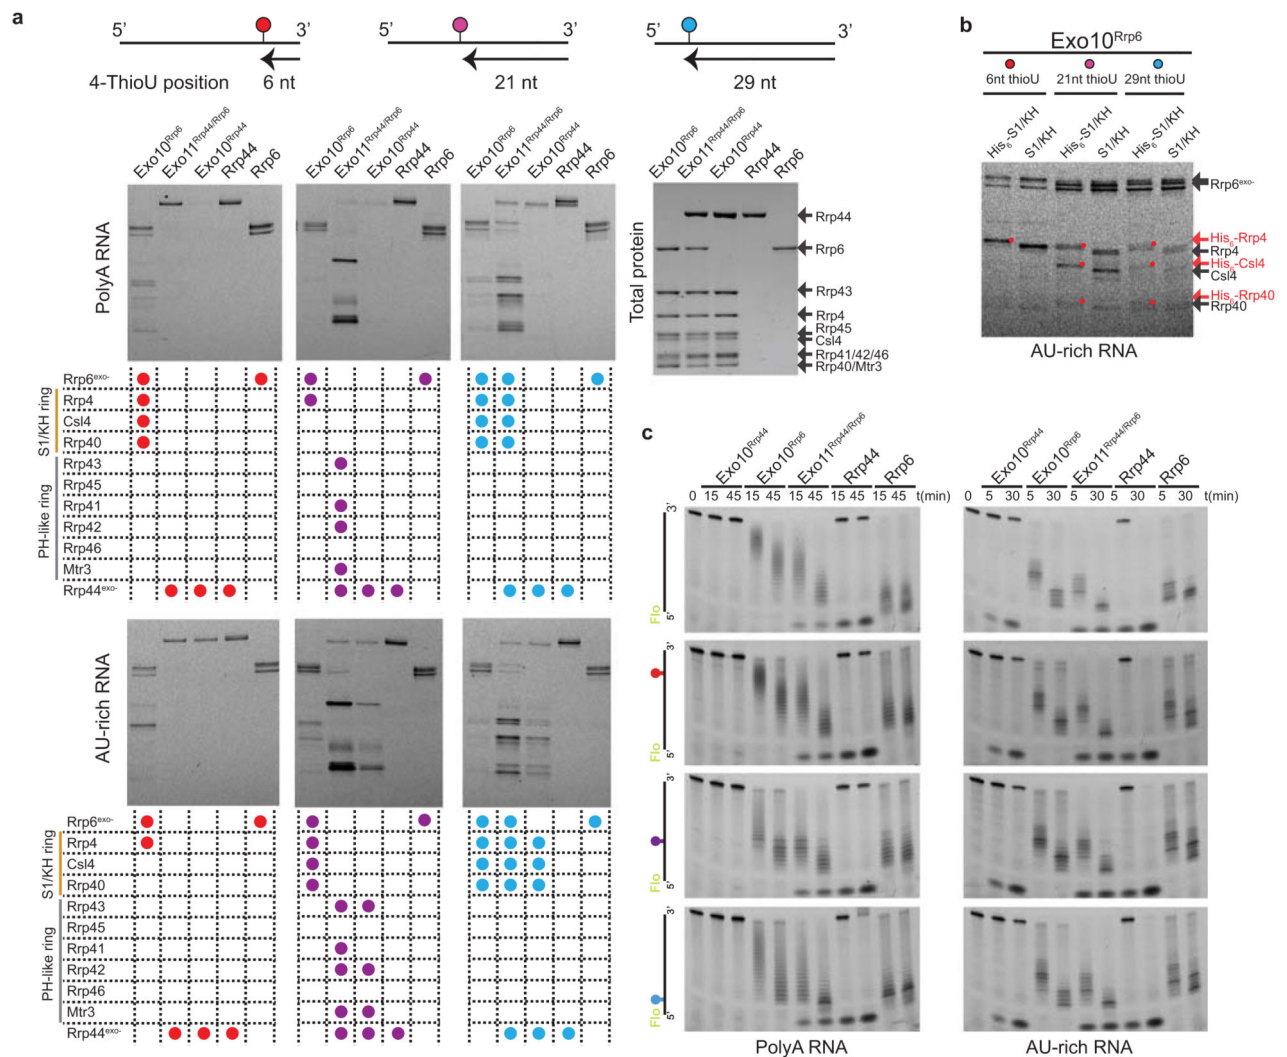 a
5’ 3’ 5’ 3’ 5’ 3’
4-ThioU position 6 nt 21 nt 29 nt
Exo10Rrp6 Exo11Rrp44/Rrp6 Exo10Rrp44 Rrp44 Rrp6
Exo10Rrp6 Exo11Rrp44/Rrp6 Exo10Rrp44 Rrp44 Rrp6
Exo10Rrp6 Exo11Rrp44/Rrp6 Exo10Rrp44 Rrp44 Rrp6
Exo10Rrp6 Exo11Rrp44/Rrp6 Exo10Rrp44 Rrp44 Rrp6
PolyA RNA
Total protein
Rrp44
Rrp6
Rrp43
Rrp4
Rrp45
Csl4
Rrp41/42/46
Rrp40/Mtr3
S1/KH ring
PH-like ring
Rrp6exo-
Rrp4
Csl4
Rrp40
Rrp43
Rrp45
Rrp41
Rrp42
Rrp46
Mtr3
Rrp44exo-
AU-rich RNA
S1/KH ring
PH-like ring
Rrp6exo-
Rrp4
Csl4
Rrp40
Rrp43
Rrp45
Rrp41
Rrp42
Rrp46
Mtr3
Rrp44exo-
b
Exo10Rrp6
6nt thioU 21nt thioU 29nt thioU
His6-S1/KH S1/KH His6-S1/KH S1/KH His6-S1/KH S1/KH
Rrp6exo-
His6-Rrp4
Rrp4
His6-Csl4
Csl4
His6-Rrp40
Rrp40
AU-rich RNA
c
Exo10Rrp44 Exo10Rrp6 Exo11Rrp44/Rrp6 Rrp44 Rrp6
0 15 45 15 45 15 45 15 45 15 45 t(min)
Exo10Rrp44 Exo10Rrp6 Exo11Rrp44/Rrp6 Rrp44 Rrp6
0 5 30 5 30 5 30 5 30 5 30 t(min)
3’
Flo 5’
3’
5’
3’
Flo 5’
3’
5’
3’
Flo 5’
3’
5’
3’
Flo 5’
3’
5’
PolyA RNA
AU-rich RNA